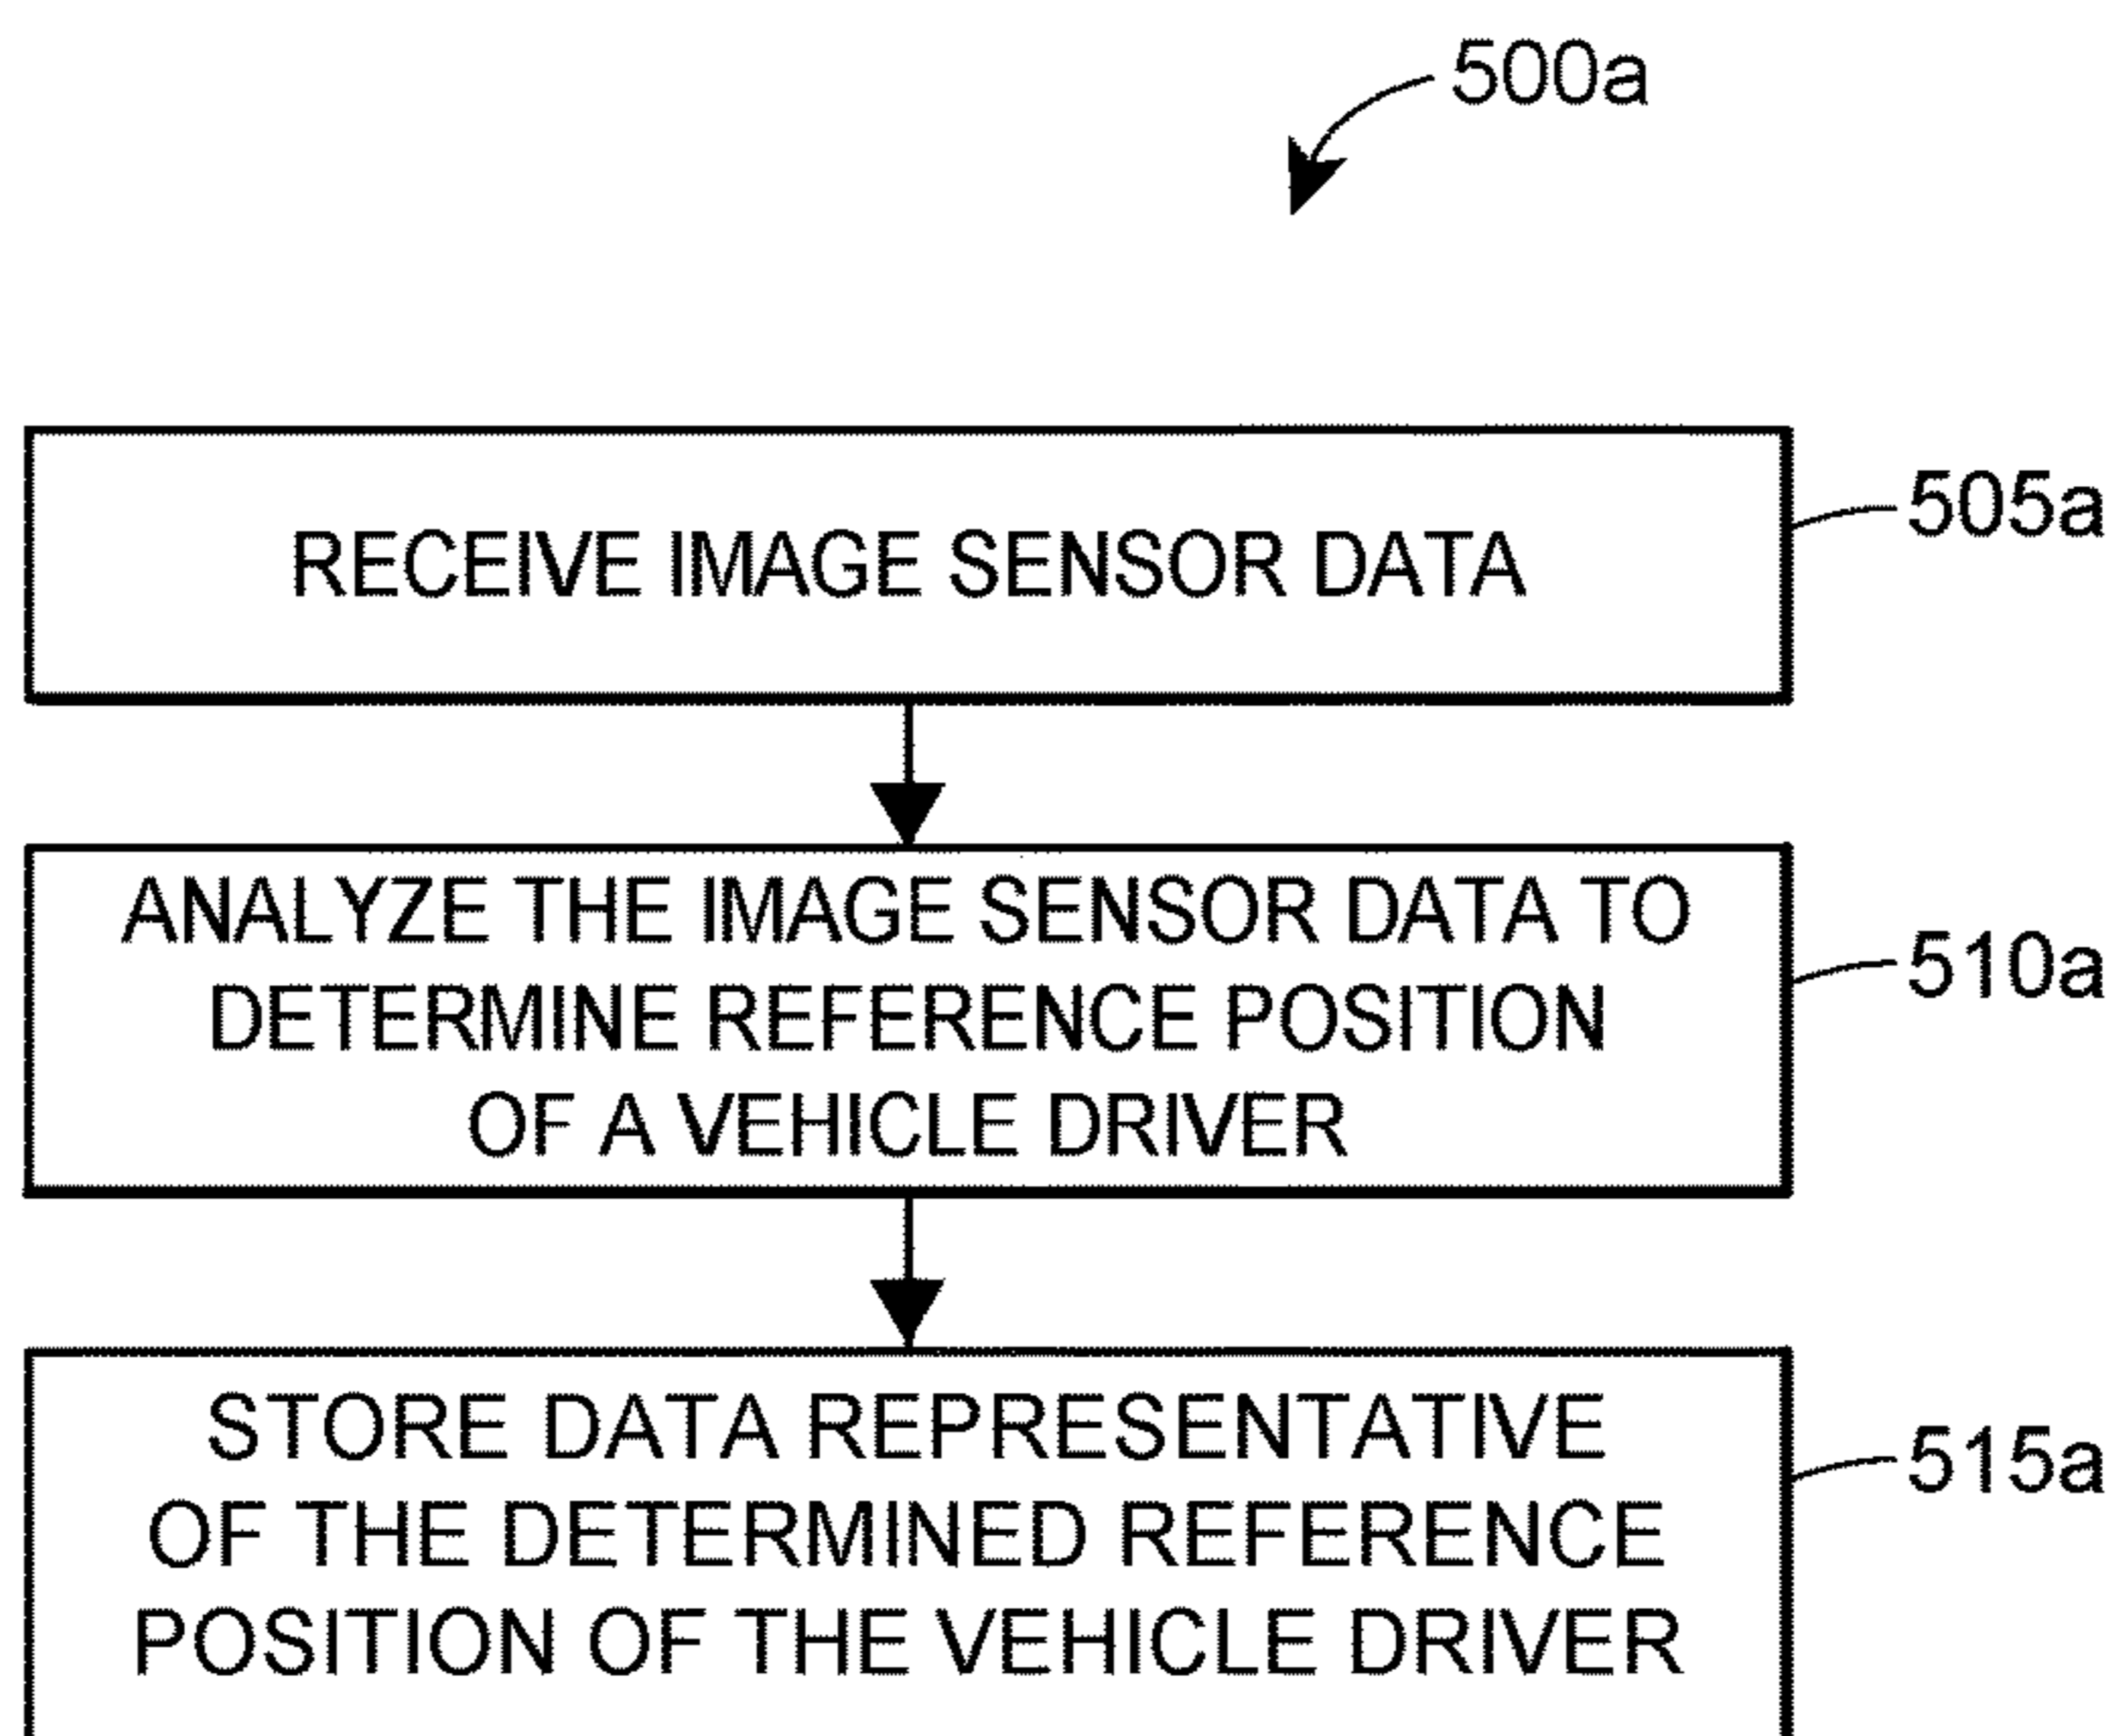 500a
RECEIVE IMAGE SENSOR DATA
505a
ANALYZE THE IMAGE SENSOR DATA TO
DETERMINE REFERENCE POSITION
OF A VEHICLE DRIVER
510a
STORE DATA REPRESENTATIVE
OF THE DETERMINED REFERENCE
POSITION OF THE VEHICLE DRIVER
515a